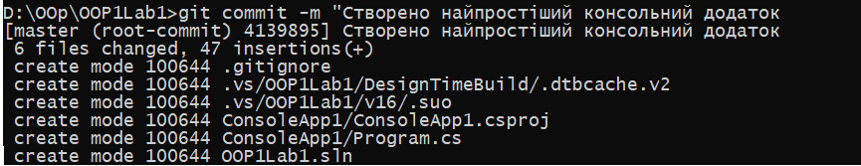 D:\OOp\OOP1Lab1>git commit -m "Створено найпростіший консольний додаток
[master (root-commit) 4139895] Створено найпростіший консольний додаток
6 files changed, 47 insertions(+)
create mode 100644 .gitignore
create mode 100644 .vs/OOP1Lab1/DesignTimeBuild/.dtbcache.v2
create mode 100644 .vs/OOP1Lab1/v16/.suo
create mode 100644 ConsoleApp1/ConsoleApp1.csproj
create mode 100644 ConsoleApp1/Program.cs
create mode 100644 OOP1Lab1.sln